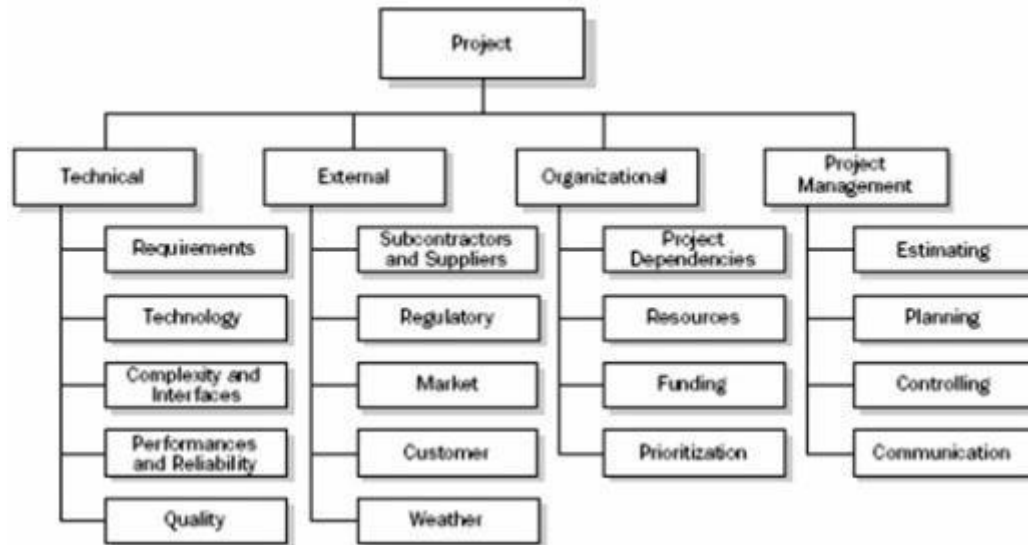 Project
Technical
External
Organizational
Project
Management
Requirements
Technology
Complexity and
Interfaces
Performances
and Reliability
Quality
Subcontractors
and Suppliers
Regulatory
Market
Customer
Weather
Project
Dependencies
Resources
Funding
Prioritization
Estimating
Planning
Controlling
Communication